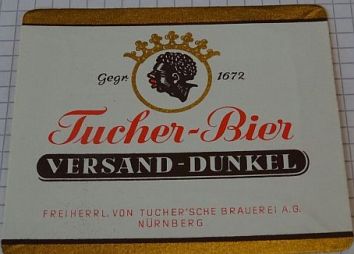 Gegr. 1672
Tucher-Bier
VERSAND-DUNKEL
FREIHERRL. VON TUCHER'SCHE BRAUEREI A.G.
NÜRNBERG